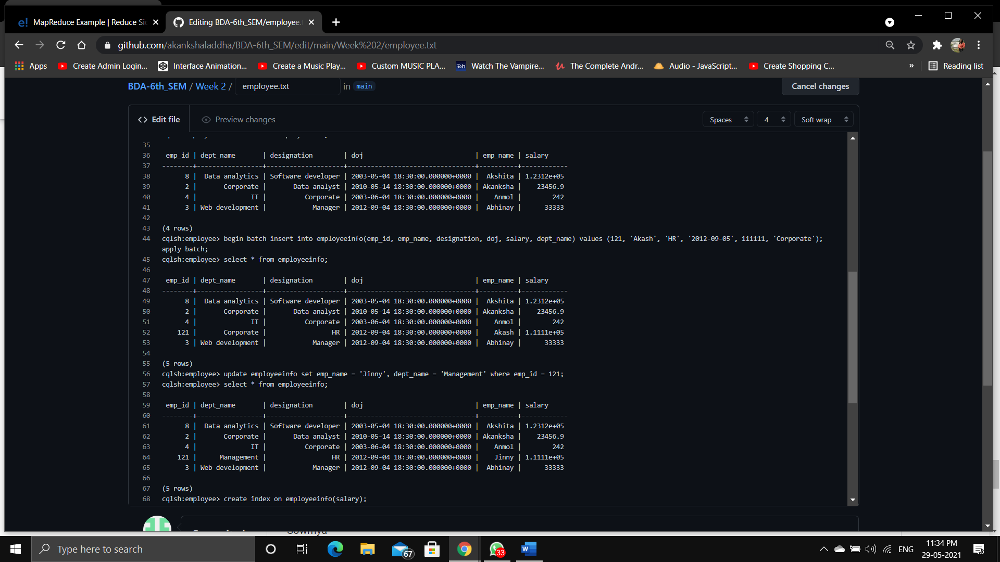 MapReduce Example | Reduce Si
Editing BDA-6th_SEM/employee.t
github.com/akankshaladdha/BDA-6th_SEM/edit/main/Week%202/employee.txt
Apps Create Admin Login... Interface Animation... Create a Music Play... Custom MUSIC PLA... Watch The Vampire... The Complete Andr... Audio - JavaScript... Create Shopping C... » Reading list
BDA-6th_SEM / Week 2 / employee.txt in main Cancel changes
<> Edit file Preview changes Spaces 4 Soft wrap
35
36 emp_id | dept_name | designation | doj | emp_name | salary
37 --------+-----------------+--------------------+---------------------------------+----------+------------
38 8 | Data analytics | Software developer | 2003-05-04 18:30:00.000000+0000 | Akshita | 1.2312e+05
39 2 | Corporate | Data analyst | 2010-05-14 18:30:00.000000+0000 | Akanksha | 23456.9
40 4 | IT | Corporate | 2003-06-04 18:30:00.000000+0000 | Anmol | 242
41 3 | Web development | Manager | 2012-09-04 18:30:00.000000+0000 | Abhinay | 33333
42
43 (4 rows)
44 cqlsh:employee> begin batch insert into employeeinfo(emp_id, emp_name, designation, doj, salary, dept_name) values (121, 'Akash', 'HR', '2012-09-05', 111111, 'Corporate');
apply batch;
45 cqlsh:employee> select * from employeeinfo;
46
47 emp_id | dept_name | designation | doj | emp_name | salary
48 --------+-----------------+--------------------+---------------------------------+----------+------------
49 8 | Data analytics | Software developer | 2003-05-04 18:30:00.000000+0000 | Akshita | 1.2312e+05
50 2 | Corporate | Data analyst | 2010-05-14 18:30:00.000000+0000 | Akanksha | 23456.9
51 4 | IT | Corporate | 2003-06-04 18:30:00.000000+0000 | Anmol | 242
52 121 | Corporate | HR | 2012-09-04 18:30:00.000000+0000 | Akash | 1.1111e+05
53 3 | Web development | Manager | 2012-09-04 18:30:00.000000+0000 | Abhinay | 33333
54
55 (5 rows)
56 cqlsh:employee> update employeeinfo set emp_name = 'Jinny', dept_name = 'Management' where emp_id = 121;
57 cqlsh:employee> select * from employeeinfo;
58
59 emp_id | dept_name | designation | doj | emp_name | salary
60 --------+-----------------+--------------------+---------------------------------+----------+------------
61 8 | Data analytics | Software developer | 2003-05-04 18:30:00.000000+0000 | Akshita | 1.2312e+05
62 2 | Corporate | Data analyst | 2010-05-14 18:30:00.000000+0000 | Akanksha | 23456.9
63 4 | IT | Corporate | 2003-06-04 18:30:00.000000+0000 | Anmol | 242
64 121 | Management | HR | 2012-09-04 18:30:00.000000+0000 | Jinny | 1.1111e+05
65 3 | Web development | Manager | 2012-09-04 18:30:00.000000+0000 | Abhinay | 33333
66
67 (5 rows)
68 cqlsh:employee> create index on employeeinfo(salary);
Type here to search 67 33 ENG 11:34 PM
29-05-2021